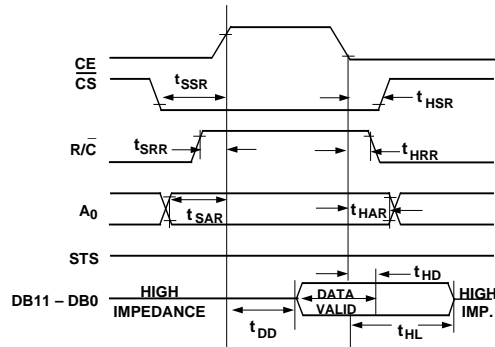 CE
CS
tSSR
tHSR
R/C̅
tSRR
tHRR
A0
tSAR
tHAR
STS
tHD
DB11 – DB0
HIGH IMPEDANCE
DATA VALID
HIGH IMP.
tDD
tHL